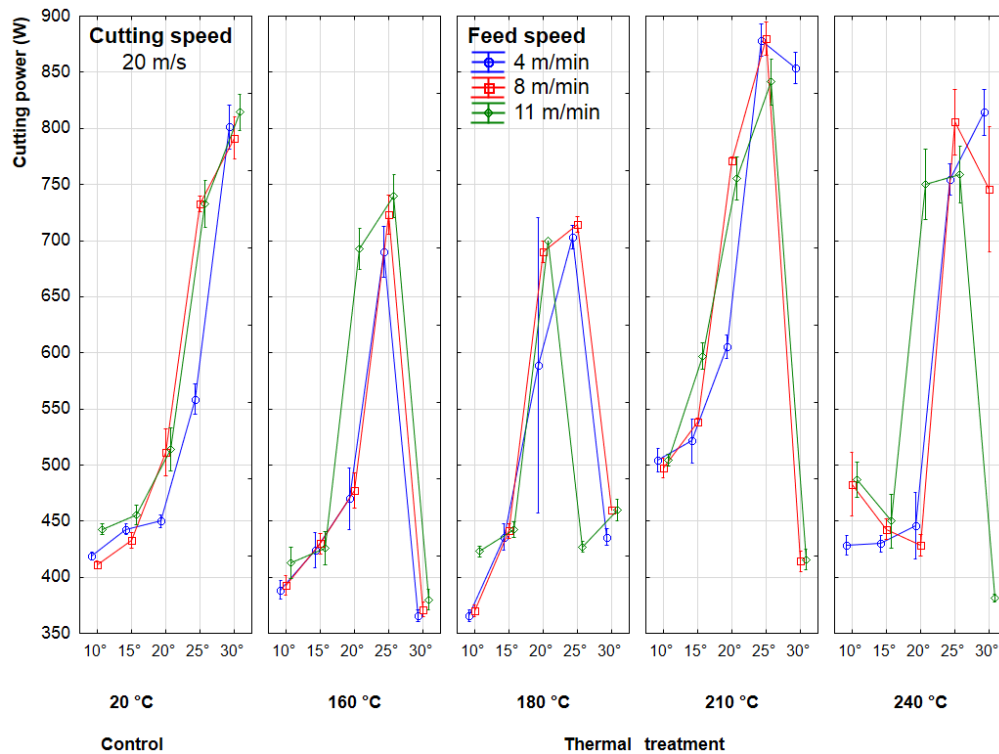 Cutting power (W)
900
850
800
750
700
650
600
550
500
450
400
350
Cutting speed
20 m/s
Feed speed
4 m/min
8 m/min
11 m/min
10° 15° 20° 25° 30° 10° 15° 20° 25° 30° 10° 15° 20° 25° 30° 10° 15° 20° 25° 30° 10° 15° 20° 25° 30°
20 °C 160 °C 180 °C 210 °C 240 °C
Control Thermal treatment